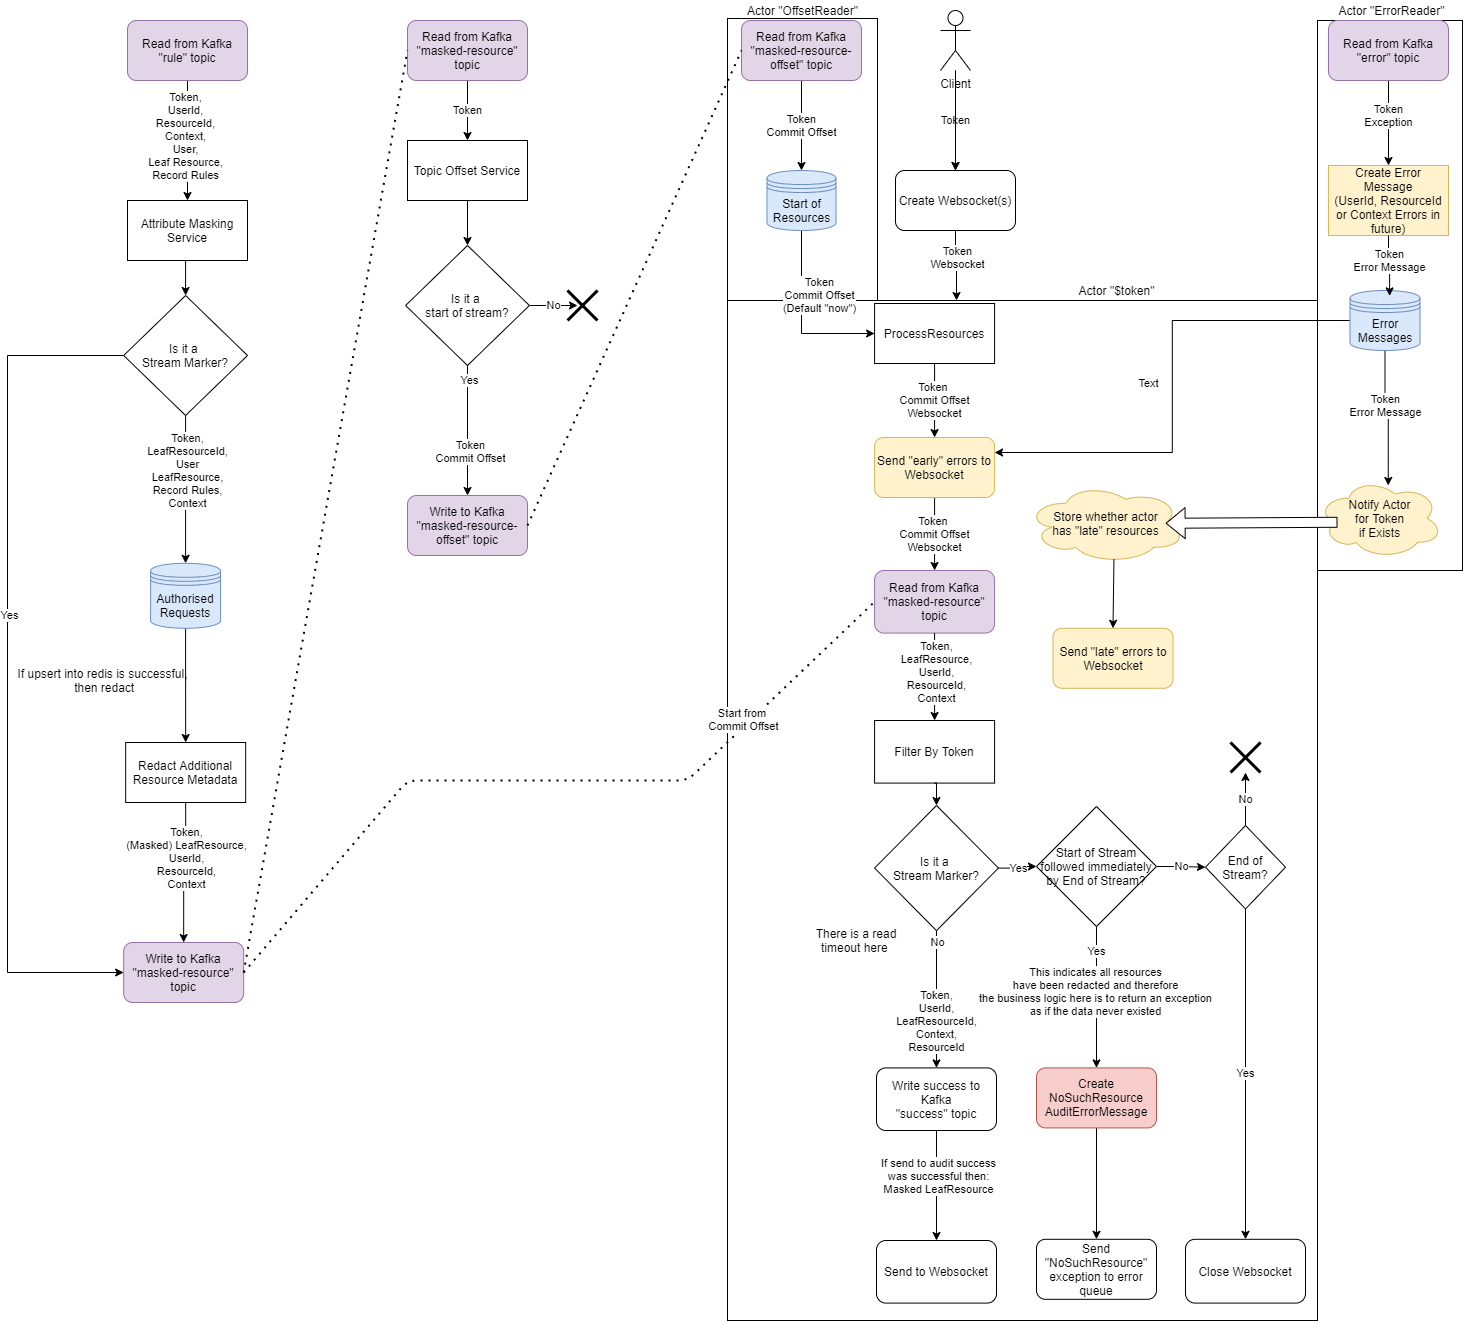 Read from Kafka
"rule" topic
Token,
UserId,
ResourceId,
Context,
User,
Leaf Resource,
Record Rules
Attribute Masking
Service
Is it a
Stream Marker?
Token,
LeafResourceId,
User
LeafResource,
Record Rules,
Context
Authorised
Requests
Yes
If upsert into redis is successful,
then redact
Redact Additional
Resource Metadata
Token,
(Masked) LeafResource,
UserId,
ResourceId,
Context
Write to Kafka
"masked-resource"
topic
Read from Kafka
"masked-resource"
topic
Token
Topic Offset Service
Is it a
start of stream?
No
Yes
Token
Commit Offset
Write to Kafka
"masked-resource-
offset" topic
Actor "OffsetReader"
Read from Kafka
"masked-resource-
offset" topic
Token
Commit Offset
Start of
Resources
Token
Commit Offset
(Default "now")
Client
Token
Create Websocket(s)
Token
Websocket
Actor "$token"
ProcessResources
Token
Commit Offset
Websocket
Send "early" errors to
Websocket
Token
Commit Offset
Websocket
Read from Kafka
"masked-resource"
topic
Start from
Commit Offset
Token,
LeafResource,
UserId,
ResourceId,
Context
Filter By Token
Is it a
Stream Marker?
There is a read
timeout here
No
Token,
UserId,
LeafResourceId,
Context,
ResourceId
Write success to
Kafka
"success" topic
If send to audit success
was successful then:
Masked LeafResource
Send to Websocket
Yes
Start of Stream
followed immediately
by End of Stream?
Yes
This indicates all resources
have been redacted and therefore
the business logic here is to return an exception
as if the data never existed
Create
NoSuchResource
AuditErrorMessage
Send
"NoSuchResource"
exception to error
queue
No
End of
Stream?
No
Yes
Close Websocket
Actor "ErrorReader"
Read from Kafka
"error" topic
Token
Exception
Create Error
Message
(UserId, ResourceId
or Context Errors in
future)
Token
Error Message
Error
Messages
Text
Token
Error Message
Notify Actor
for Token
if Exists
Store whether actor
has "late" resources
Send "late" errors to
Websocket